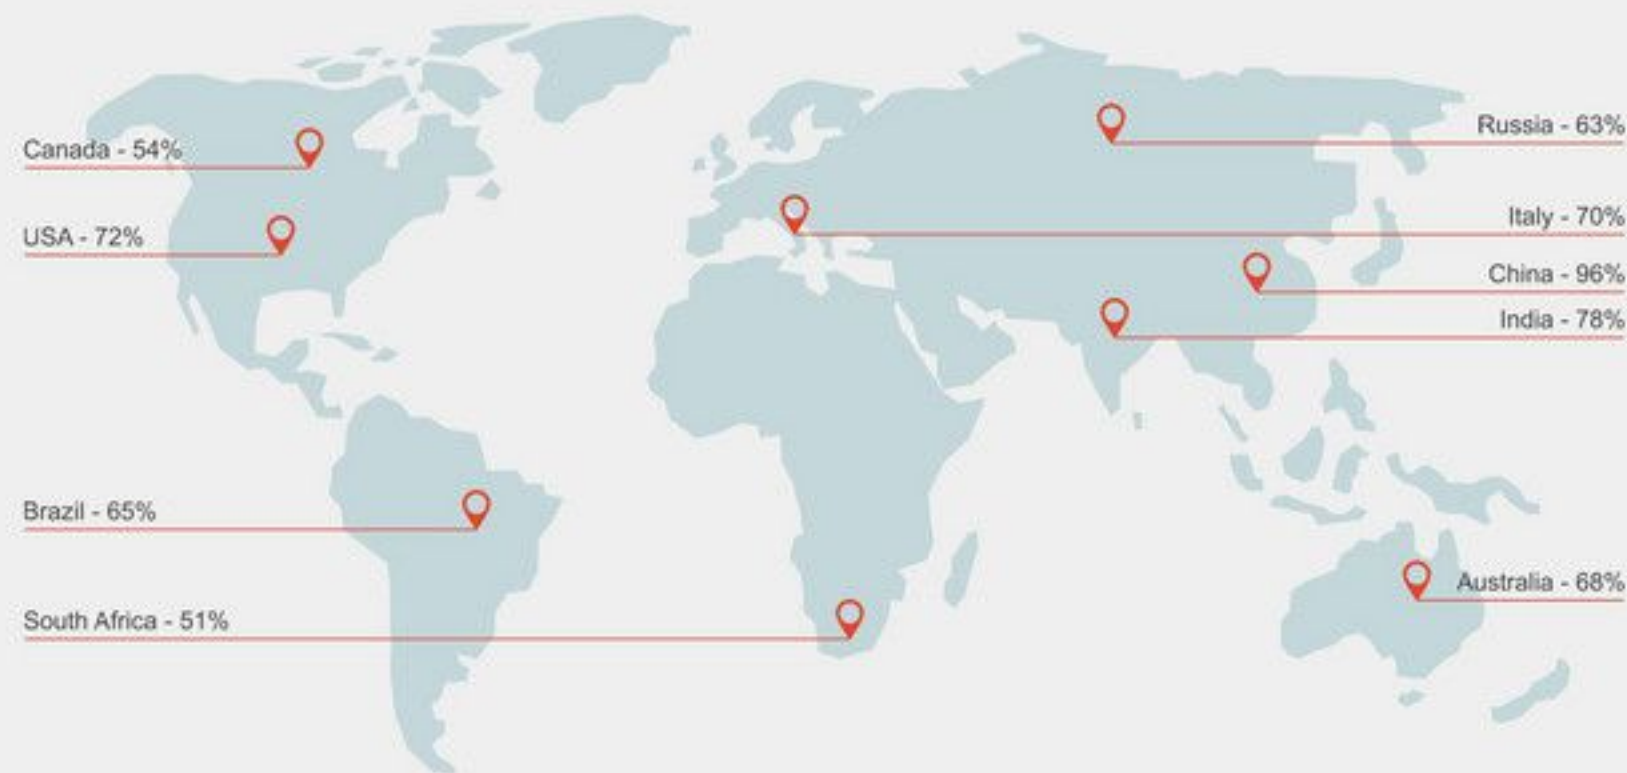 Canada - 54%
USA - 72%
Brazil - 65%
South Africa - 51%
Russia - 63%
Italy - 70%
China - 96%
India - 78%
Australia - 68%